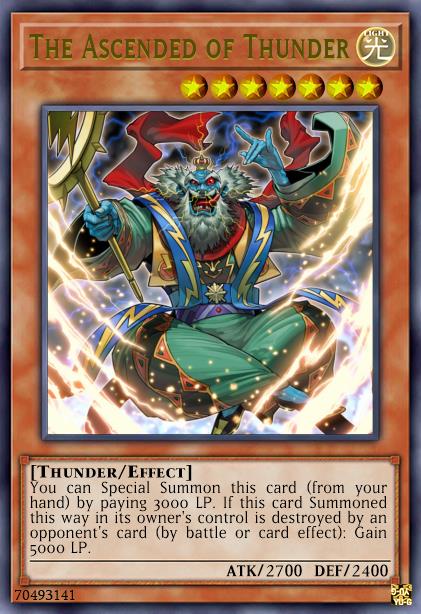 The Ascended of Thunder
LIGHT
光
[Thunder/Effect]
You can Special Summon this card (from your
hand) by paying 3000 LP. If this card Summoned
this way in its owner's control is destroyed by an
opponent's card (by battle or card effect): Gain
5000 LP.
ATK/2700 DEF/2400
70493141